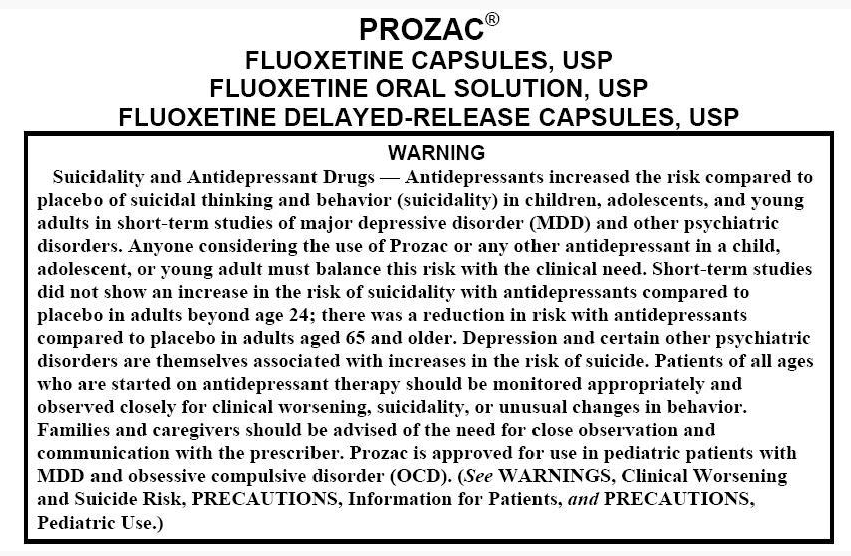 PROZAC®
FLUOXETINE CAPSULES, USP
FLUOXETINE ORAL SOLUTION, USP
FLUOXETINE DELAYED-RELEASE CAPSULES, USP
WARNING
Suicidality and Antidepressant Drugs — Antidepressants increased the risk compared to
placebo of suicidal thinking and behavior (suicidality) in children, adolescents, and young
adults in short-term studies of major depressive disorder (MDD) and other psychiatric
disorders. Anyone considering the use of Prozac or any other antidepressant in a child,
adolescent, or young adult must balance this risk with the clinical need. Short-term studies
did not show an increase in the risk of suicidality with antidepressants compared to
placebo in adults beyond age 24; there was a reduction in risk with antidepressants
compared to placebo in adults aged 65 and older. Depression and certain other psychiatric
disorders are themselves associated with increases in the risk of suicide. Patients of all ages
who are started on antidepressant therapy should be monitored appropriately and
observed closely for clinical worsening, suicidality, or unusual changes in behavior.
Families and caregivers should be advised of the need for close observation and
communication with the prescriber. Prozac is approved for use in pediatric patients with
MDD and obsessive compulsive disorder (OCD). (See WARNINGS, Clinical Worsening
and Suicide Risk, PRECAUTIONS, Information for Patients, and PRECAUTIONS,
Pediatric Use.)